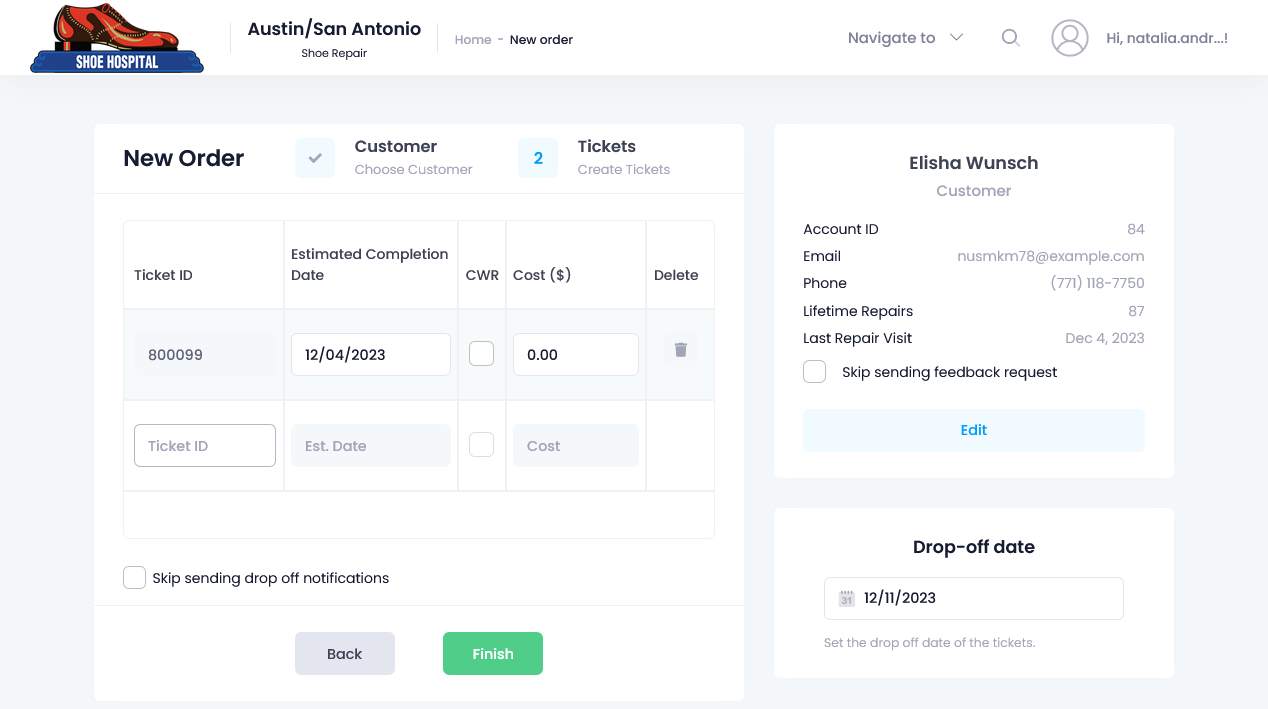 SHOE HOSPITAL
Austin/San Antonio
Shoe Repair
Home - New order
Navigate to
Hi, natalia.andr...!
New Order
Customer
Choose Customer
2
Tickets
Create Tickets
Ticket ID
Estimated Completion
Date
CWR
Cost ($)
Delete
800099
12/04/2023
0.00
Ticket ID
Est. Date
Cost
Skip sending drop off notifications
Back
Finish
Elisha Wunsch
Customer
Account ID 84
Email nusmkm78@example.com
Phone (771) 118-7750
Lifetime Repairs 87
Last Repair Visit Dec 4, 2023
Skip sending feedback request
Edit
Drop-off date
31
12/11/2023
Set the drop off date of the tickets.